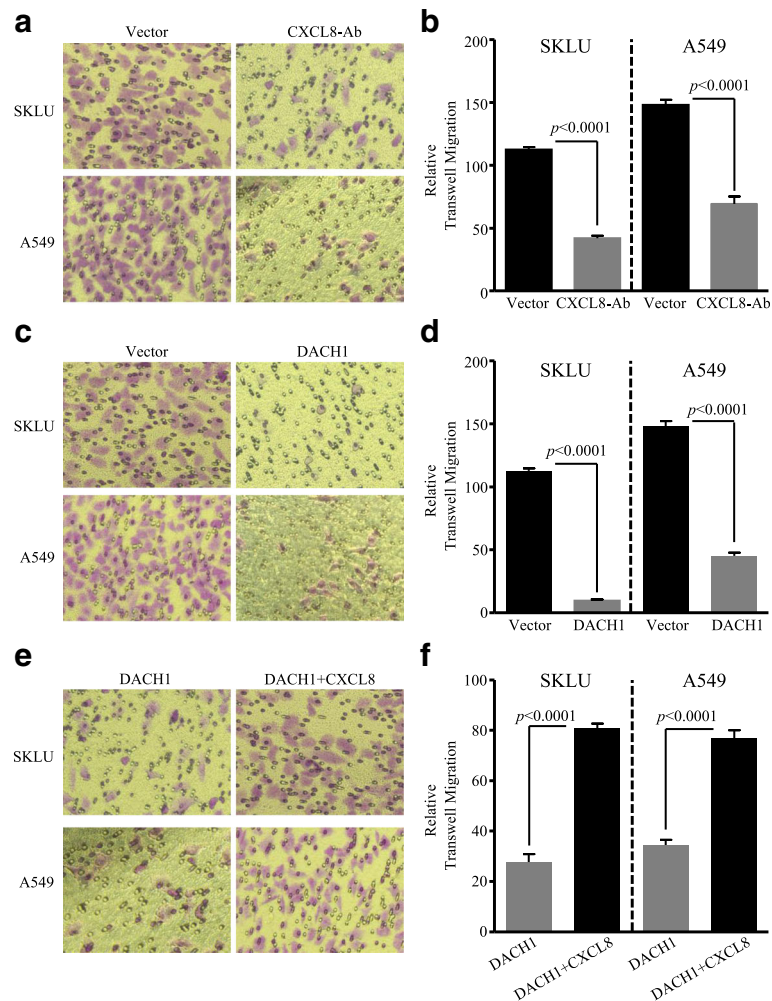 a
Vector
CXCL8-Ab
SKLU
A549
b
SKLU
A549
Relative
Transwell Migration
200
150
100
50
0
p<0.0001
p<0.0001
Vector
CXCL8-Ab
Vector
CXCL8-Ab
c
Vector
DACH1
SKLU
A549
d
SKLU
A549
Relative
Transwell Migration
200
150
100
50
0
p<0.0001
p<0.0001
Vector
DACH1
Vector
DACH1
e
DACH1
DACH1+CXCL8
SKLU
A549
f
SKLU
A549
Relative
Transwell Migration
100
80
60
40
20
0
p<0.0001
p<0.0001
DACH1
DACH1+CXCL8
DACH1
DACH1+CXCL8